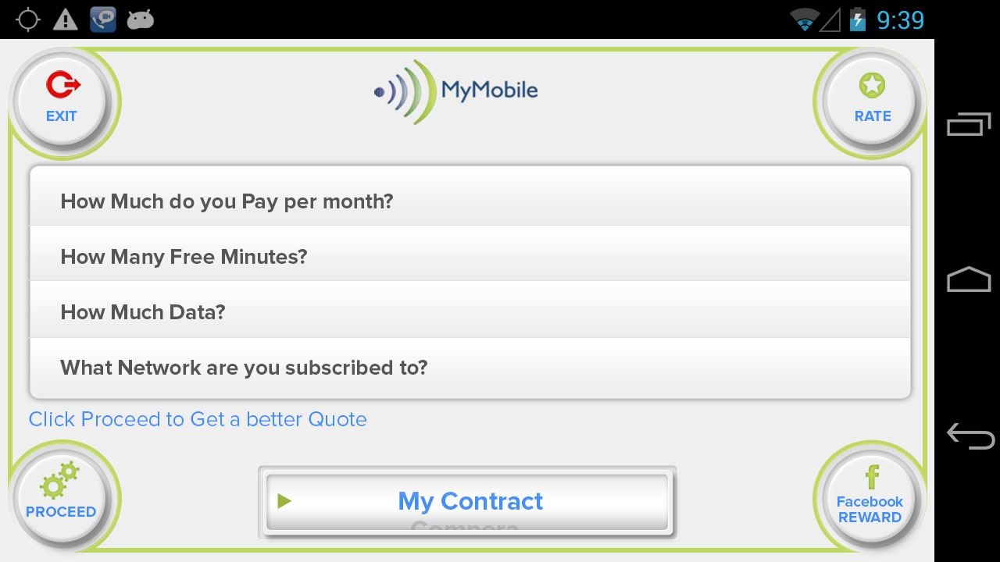 9:39
EXIT
MyMobile
RATE
How Much do you Pay per month?
How Many Free Minutes?
How Much Data?
What Network are you subscribed to?
Click Proceed to Get a better Quote
PROCEED
My Contract
Facebook
REWARD